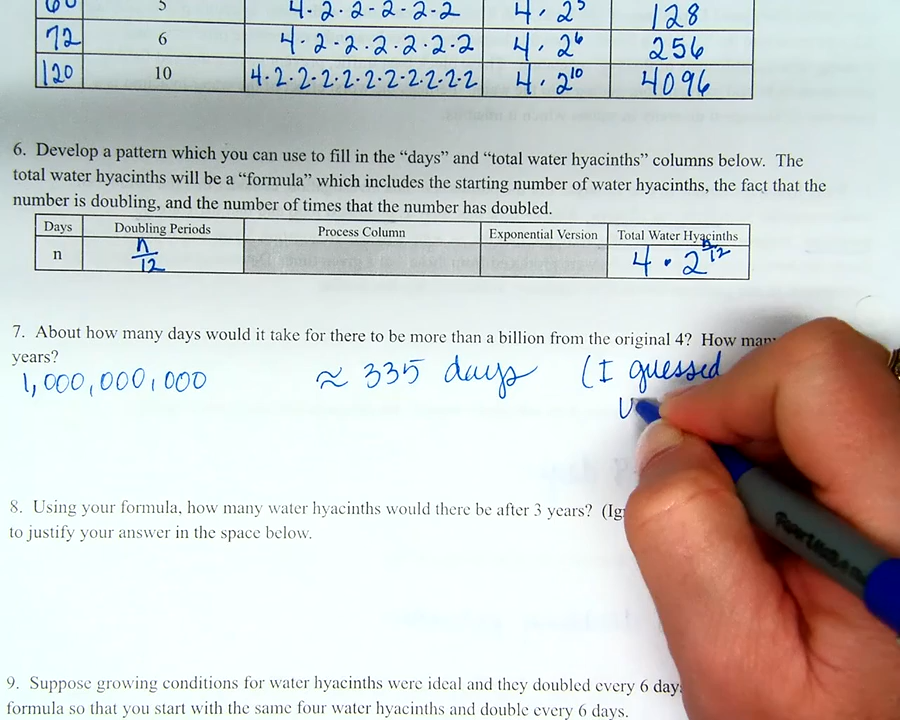 60 5 4·2·2·2·2·2 4·2⁵ 128
72 6 4·2·2·2·2·2·2 4·2⁶ 256
120 10 4·2·2·2·2·2·2·2·2·2·2 4·2¹⁰ 4096
6. Develop a pattern which you can use to fill in the “days” and “total water hyacinths” columns below. The
total water hyacinths will be a “formula” which includes the starting number of water hyacinths, the fact that the
number is doubling, and the number of times that the number has doubled.
Days Doubling Periods Process Column Exponential Version Total Water Hyacinths
n n/12 4·2^(n/12)
7. About how many days would it take for there to be more than a billion from the original 4? How many
years?
1,000,000,000 ≈ 335 days (I guessed
8. Using your formula, how many water hyacinths would there be after 3 years? (Ig
to justify your answer in the space below.
9. Suppose growing conditions for water hyacinths were ideal and they doubled every 6 days
formula so that you start with the same four water hyacinths and double every 6 days.